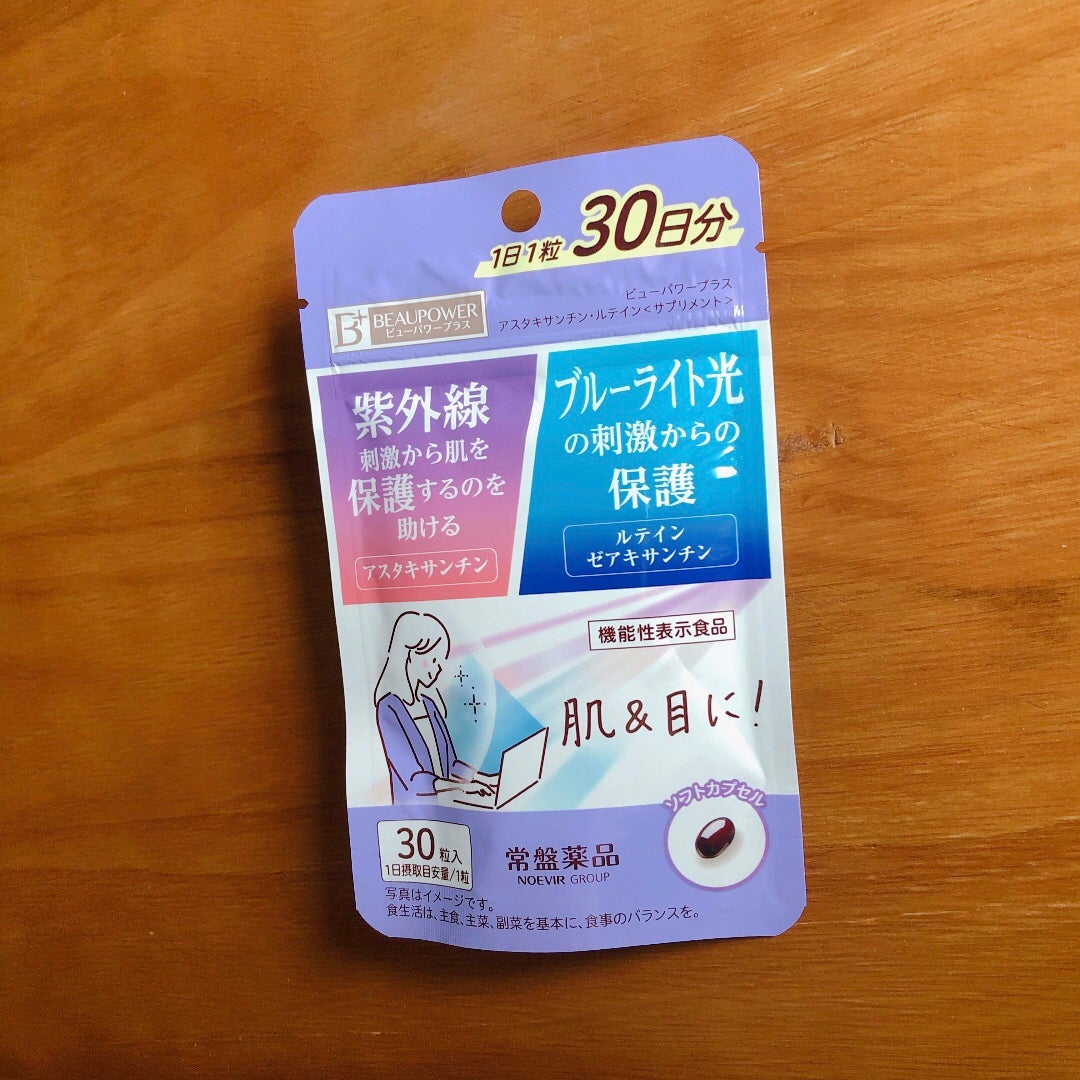 1日1粒 30日分
B+ BEAUPOWER
ビューパワープラス
ビューパワープラス
アスタキサンチン・ルテイン<サプリメント>
紫外線
刺激から肌を
保護するのを
助ける
アスタキサンチン
ブルーライト光
の刺激からの
保護
ルテイン
ゼアキサンチン
機能性表示食品
肌&目に!
ソフトカプセル
30粒入
1日摂取目安量/1粒
常盤薬品
NOEVIR GROUP
写真はイメージです。
食生活は、主食、主菜、副菜を基本に、食事のバランスを。